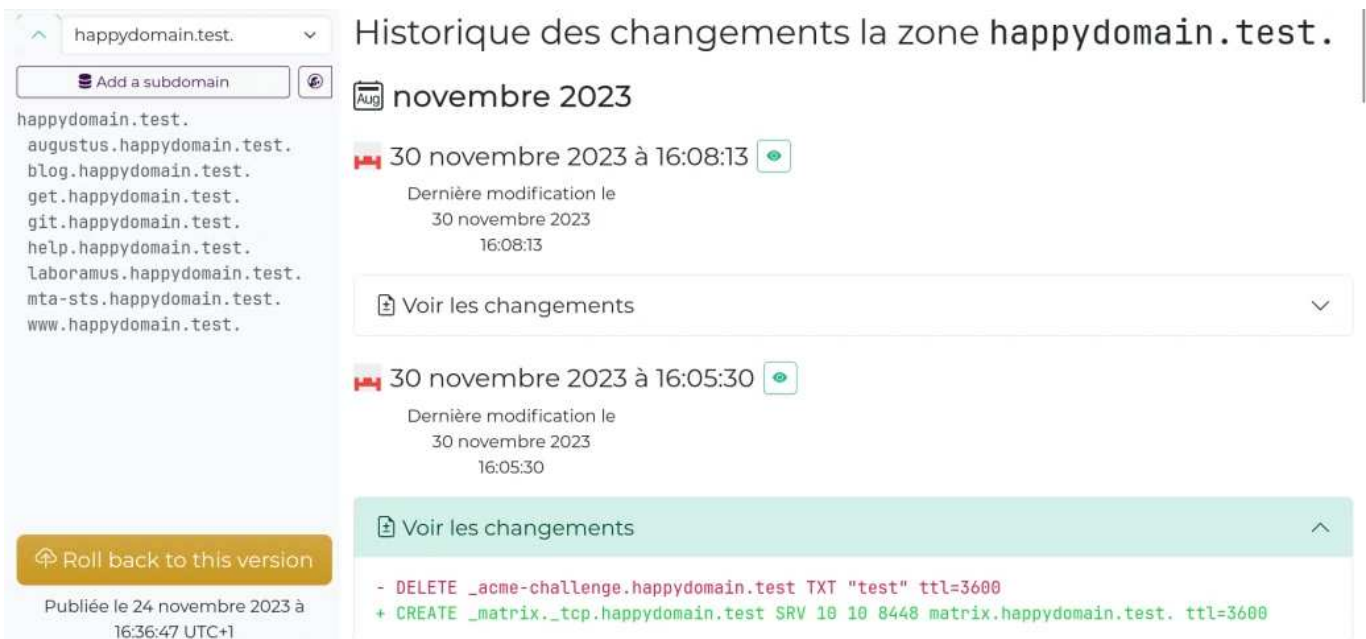 happydomain.test.
Add a subdomain
happydomain.test.
augustus.happydomain.test.
blog.happydomain.test.
get.happydomain.test.
git.happydomain.test.
help.happydomain.test.
laboramus.happydomain.test.
mta-sts.happydomain.test.
www.happydomain.test.
Roll back to this version
Publiée le 24 novembre 2023 à
16:36:47 UTC+1
Historique des changements la zone happydomain.test.
Aug novembre 2023
30 novembre 2023 à 16:08:13
Dernière modification le
30 novembre 2023
16:08:13
Voir les changements
30 novembre 2023 à 16:05:30
Dernière modification le
30 novembre 2023
16:05:30
Voir les changements
- DELETE _acme-challenge.happydomain.test TXT "test" ttl=3600
+ CREATE _matrix._tcp.happydomain.test SRV 10 10 8448 matrix.happydomain.test. ttl=3600